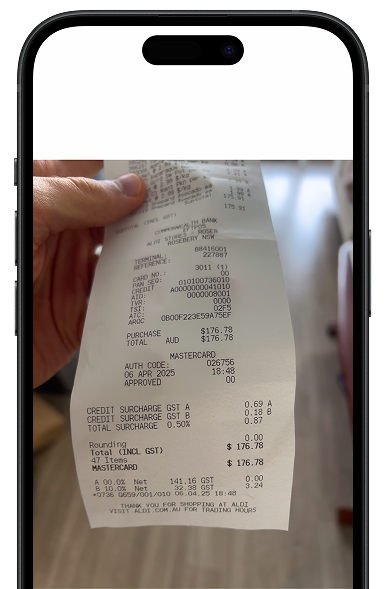 175.91
COMMONWEALTH BANK
EFTPOS
ALDI STORES - ROSEB
ROSEBERY NSW
TERMINAL: 08416001
REFERENCE: 227887
CARD NO.: 3011 (1)
PAN SEQ: 00
CREDIT 010100736010
AID: A0000000041010
TVR: 0000008001
TSI: 0000
ATC: 02F5
ARQC 0B00F223E59A75EF
PURCHASE $176.78
TOTAL AUD $176.78
MASTERCARD
AUTH CODE: 026756
06 APR 2025 18:48
APPROVED 00
CREDIT SURCHARGE GST A 0.69 A
CREDIT SURCHARGE GST B 0.18 B
TOTAL SURCHARGE 0.50% 0.87
Rounding 0.00
Total (INCL GST) $ 176.78
47 Items
MASTERCARD $ 176.78
A 00.0% Net 141.16 GST 0.00
B 10.0% Net 32.38 GST 3.24
*0736 G659/001/010 06.04.25 18:48
THANK YOU FOR SHOPPING AT ALDI
VISIT ALDI.COM.AU FOR TRADING HOURS